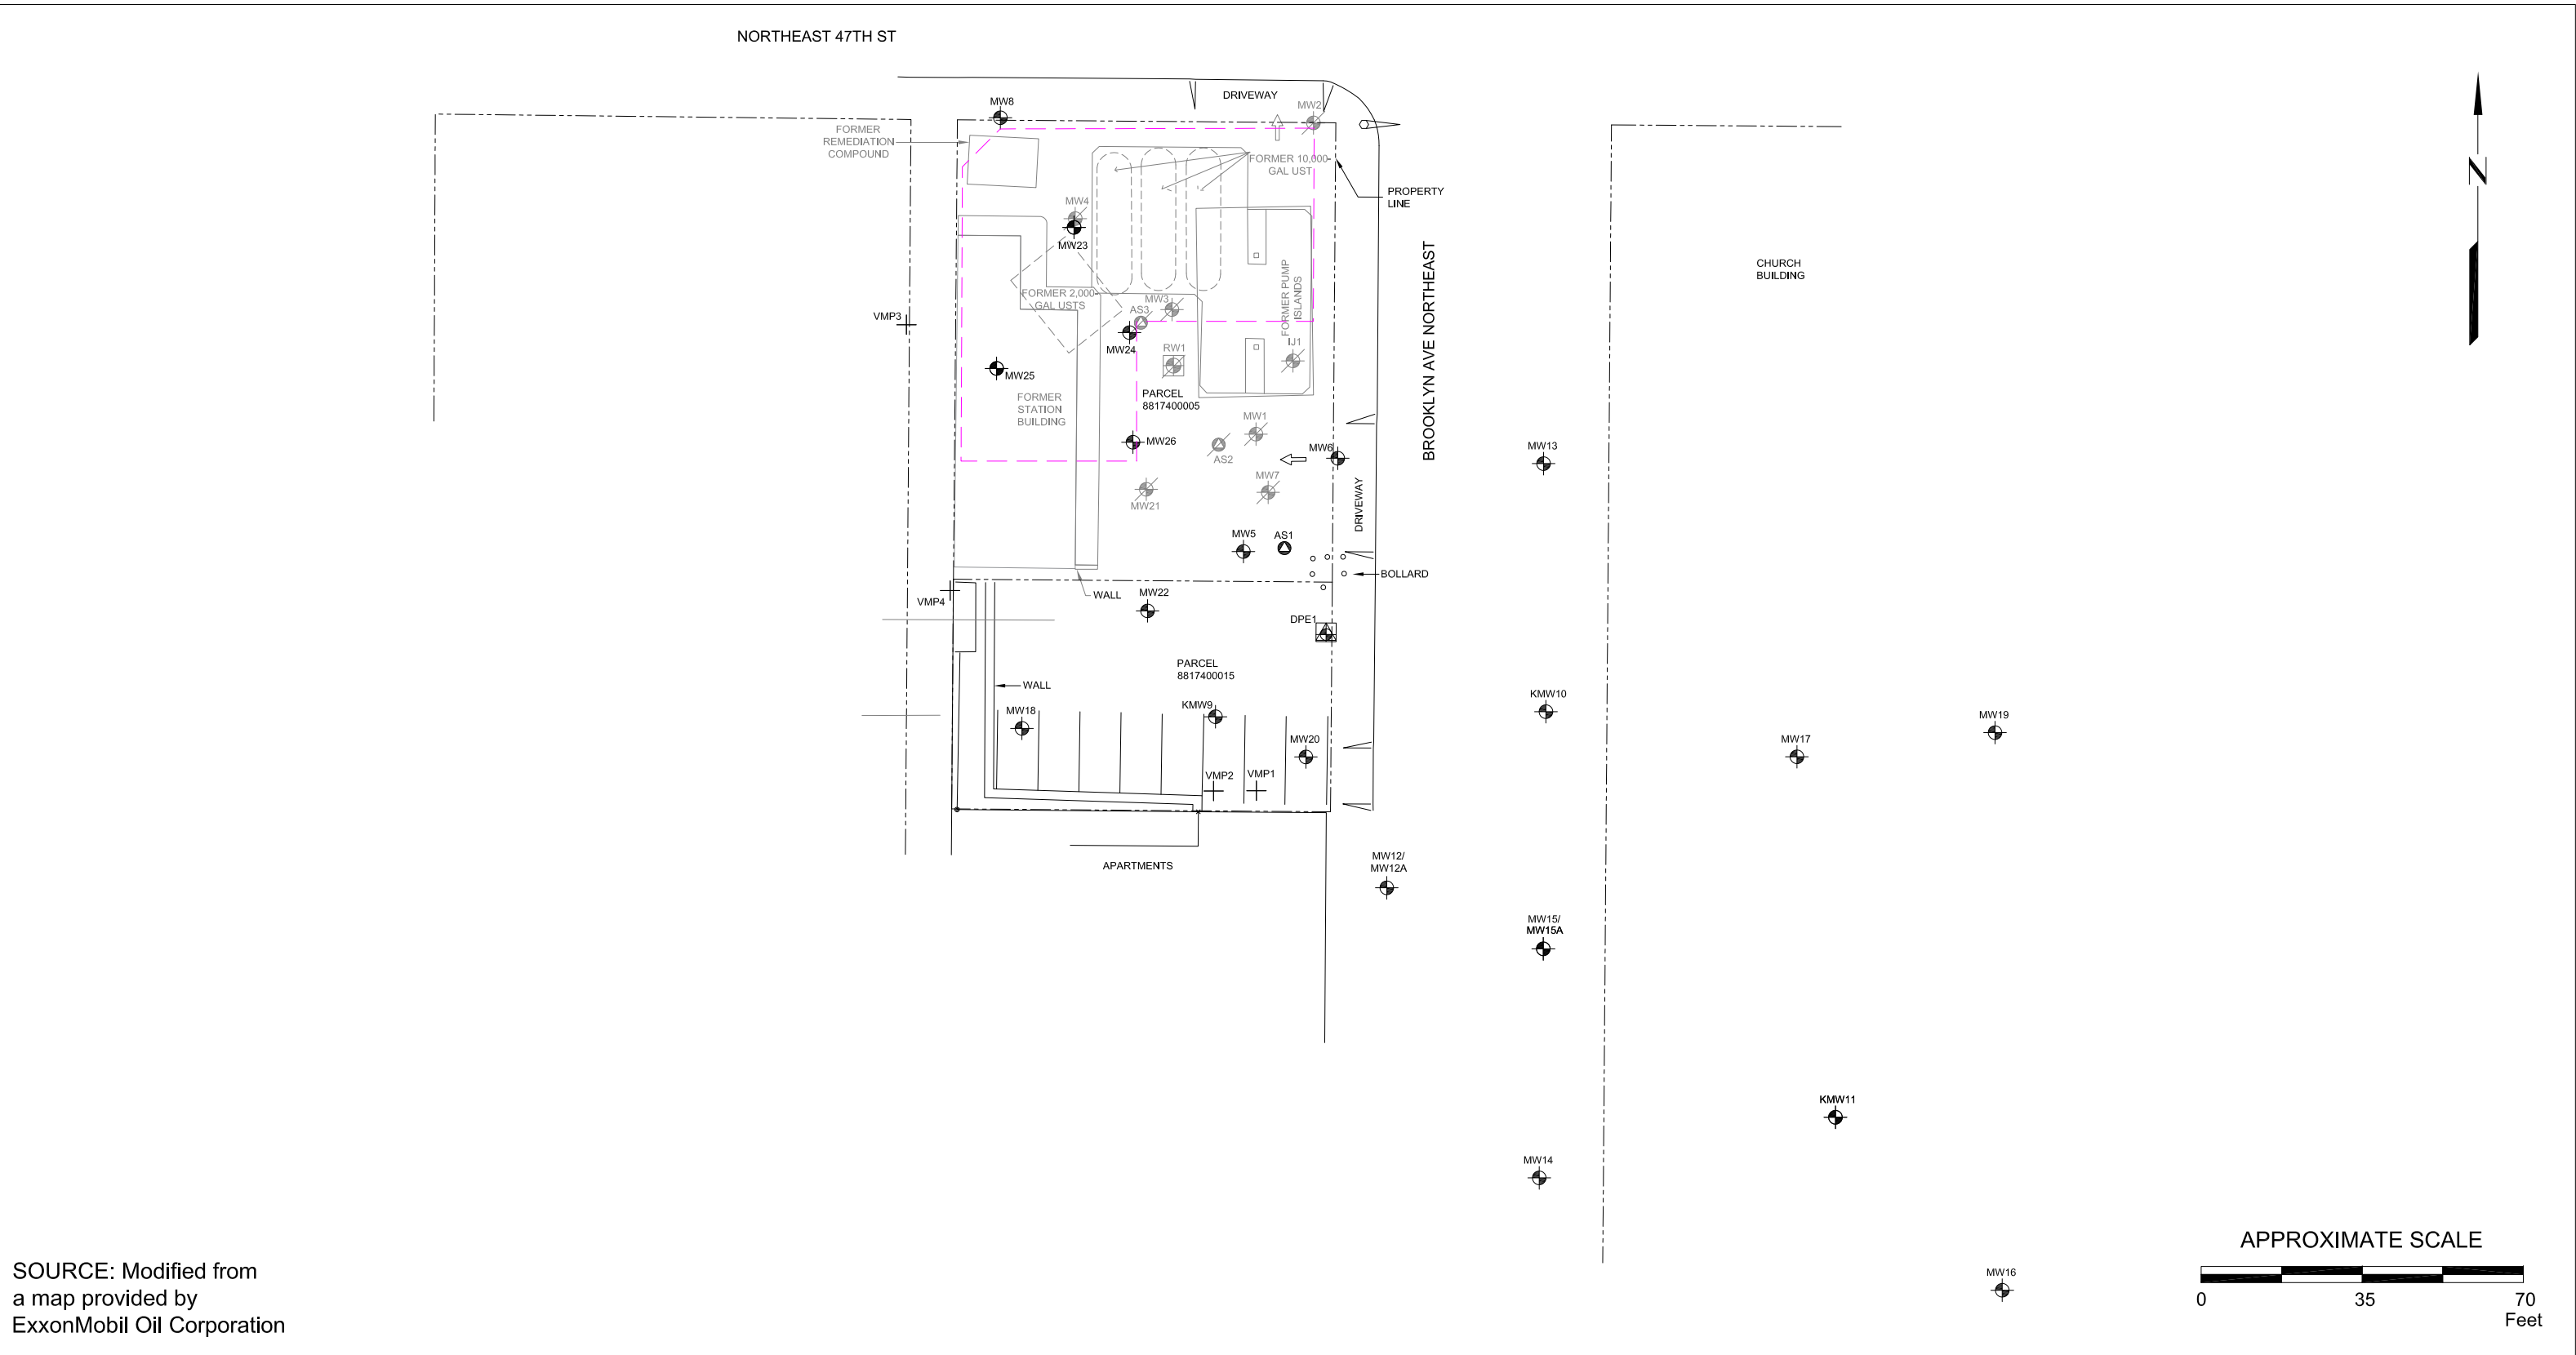 NORTHEAST 47TH ST
DRIVEWAY
MW8
MW2
FORMER
REMEDIATION
COMPOUND
FORMER 10,000-
GAL UST
PROPERTY
LINE
N
MW4
MW23
BROOKLYN AVE NORTHEAST
CHURCH
BUILDING
FORMER 2,000-
GAL USTS
MW3
AS3
FORMER PUMP
ISLANDS
VMP3
MW24
RW1
IJ1
MW25
FORMER
STATION
BUILDING
PARCEL
8817400005
MW1
MW26
AS2
MW6
MW13
MW7
MW21
DRIVEWAY
MW5
AS1
BOLLARD
WALL
MW22
VMP4
DPE1
PARCEL
8817400015
WALL
MW18
KMW9
KMW10
MW19
MW20
MW17
VMP2
VMP1
APARTMENTS
MW12/
MW12A
MW15/
MW15A
KMW11
MW14
MW16
APPROXIMATE SCALE
0 35 70
Feet
SOURCE: Modified from
a map provided by
ExxonMobil Oil Corporation